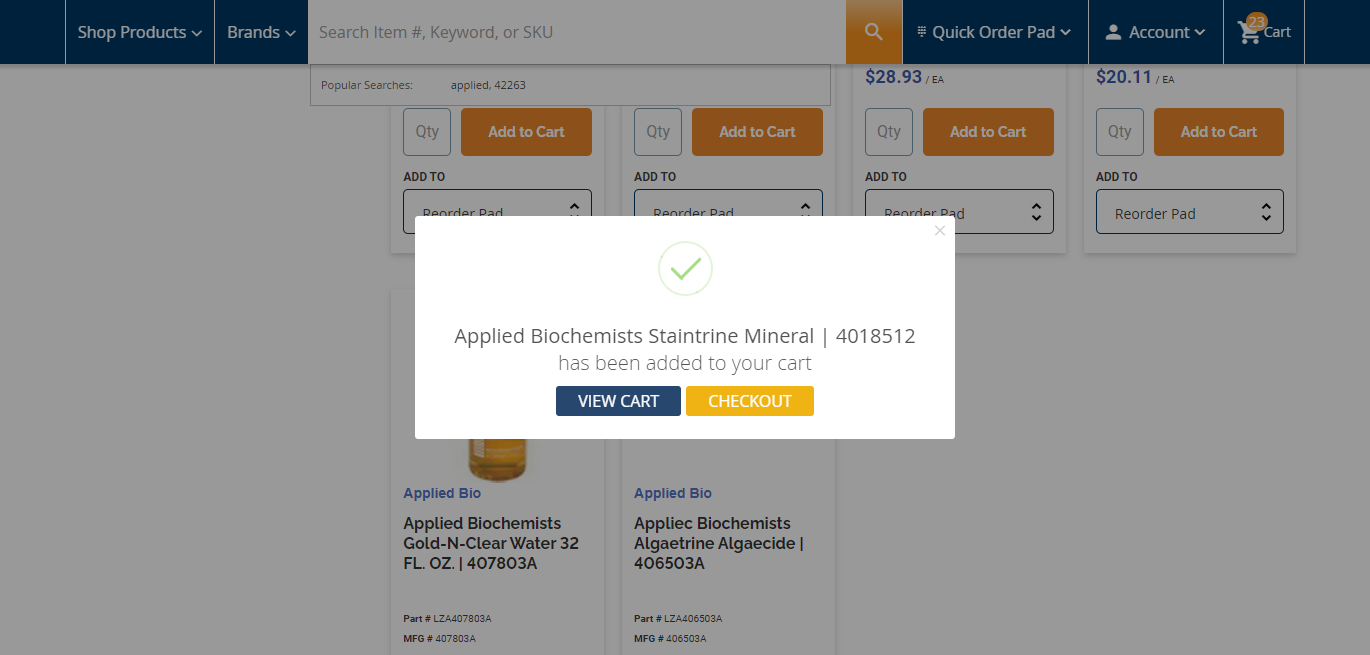 Shop Products
Brands
Search Item #, Keyword, or SKU
Quick Order Pad
Account
23
Cart
Popular Searches: applied, 42263
$28.93 / EA
$20.11 / EA
Qty Add to Cart
Qty Add to Cart
Qty Add to Cart
Qty Add to Cart
ADD TO
ADD TO
ADD TO
ADD TO
Reorder Pad
Reorder Pad
Reorder Pad
Reorder Pad
Applied Biochemists Staintrine Mineral | 4018512
has been added to your cart
VIEW CART
CHECKOUT
Applied Bio
Applied Biochemists
Gold-N-Clear Water 32
FL. OZ. | 407803A
Part # LZA407803A
MFG # 407803A
Applied Bio
Appliec Biochemists
Algaetrine Algaecide |
406503A
Part # LZA406503A
MFG # 406503A